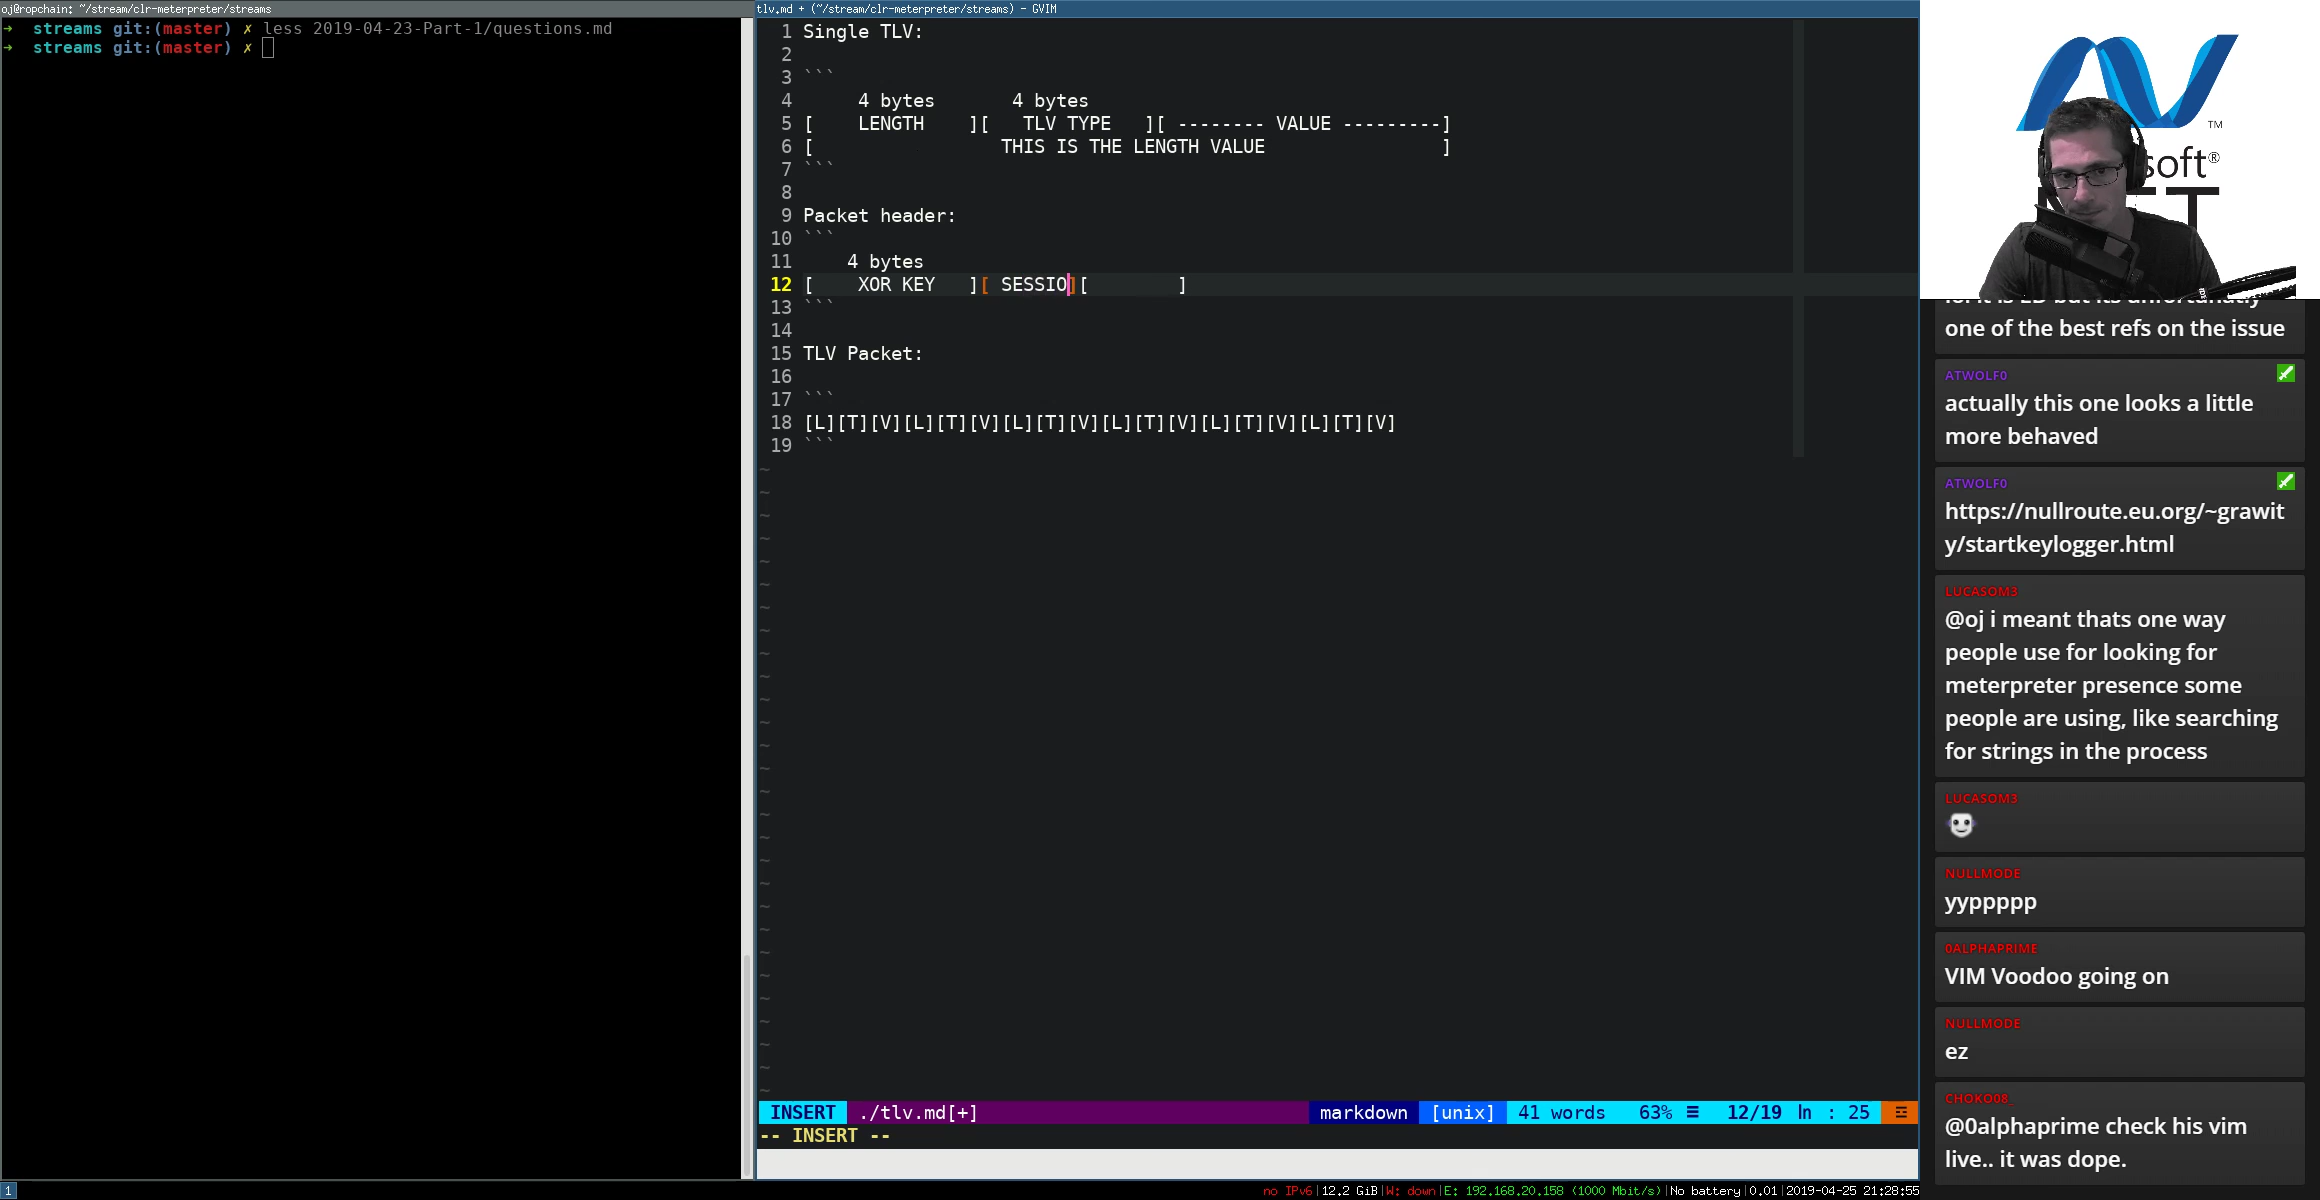 oj@ropchain: ~/stream/clr-meterpreter/streams
➜  streams git:(master) ✗ less 2019-04-23-Part-1/questions.md
➜  streams git:(master) ✗
tlv.md + (~/stream/clr-meterpreter/streams) - GVIM
1 Single TLV:
2
3 ```
4      4 bytes       4 bytes
5 [    LENGTH    ][   TLV TYPE   ][ -------- VALUE ---------]
6 [                 THIS IS THE LENGTH VALUE                ]
7 ```
8
9 Packet header:
10 ```
11     4 bytes
12 [    XOR KEY   ][ SESSIO][        ]
13 ```
14
15 TLV Packet:
16
17 ```
18 [L][T][V][L][T][V][L][T][V][L][T][V][L][T][V][L][T][V]
19 ```
INSERT ./tlv.md[+] markdown [unix] 41 words 63% ≡ 12/19 ln : 25
-- INSERT --
soft®
TM
one of the best refs on the issue
ATWOLF0
actually this one looks a little
more behaved
ATWOLF0
https://nullroute.eu.org/~grawit
y/startkeylogger.html
LUCASOM3
@oj i meant thats one way
people use for looking for
meterpreter presence some
people are using, like searching
for strings in the process
LUCASOM3
NULLMODE
yyppppp
0ALPHAPRIME
VIM Voodoo going on
NULLMODE
ez
CHOKO08_
@0alphaprime check his vim
live.. it was dope.
1
no IPv6|12.2 GiB|W: down|E: 192.168.20.158 (1000 Mbit/s)|No battery|0.01|2019-04-25 21:28:55